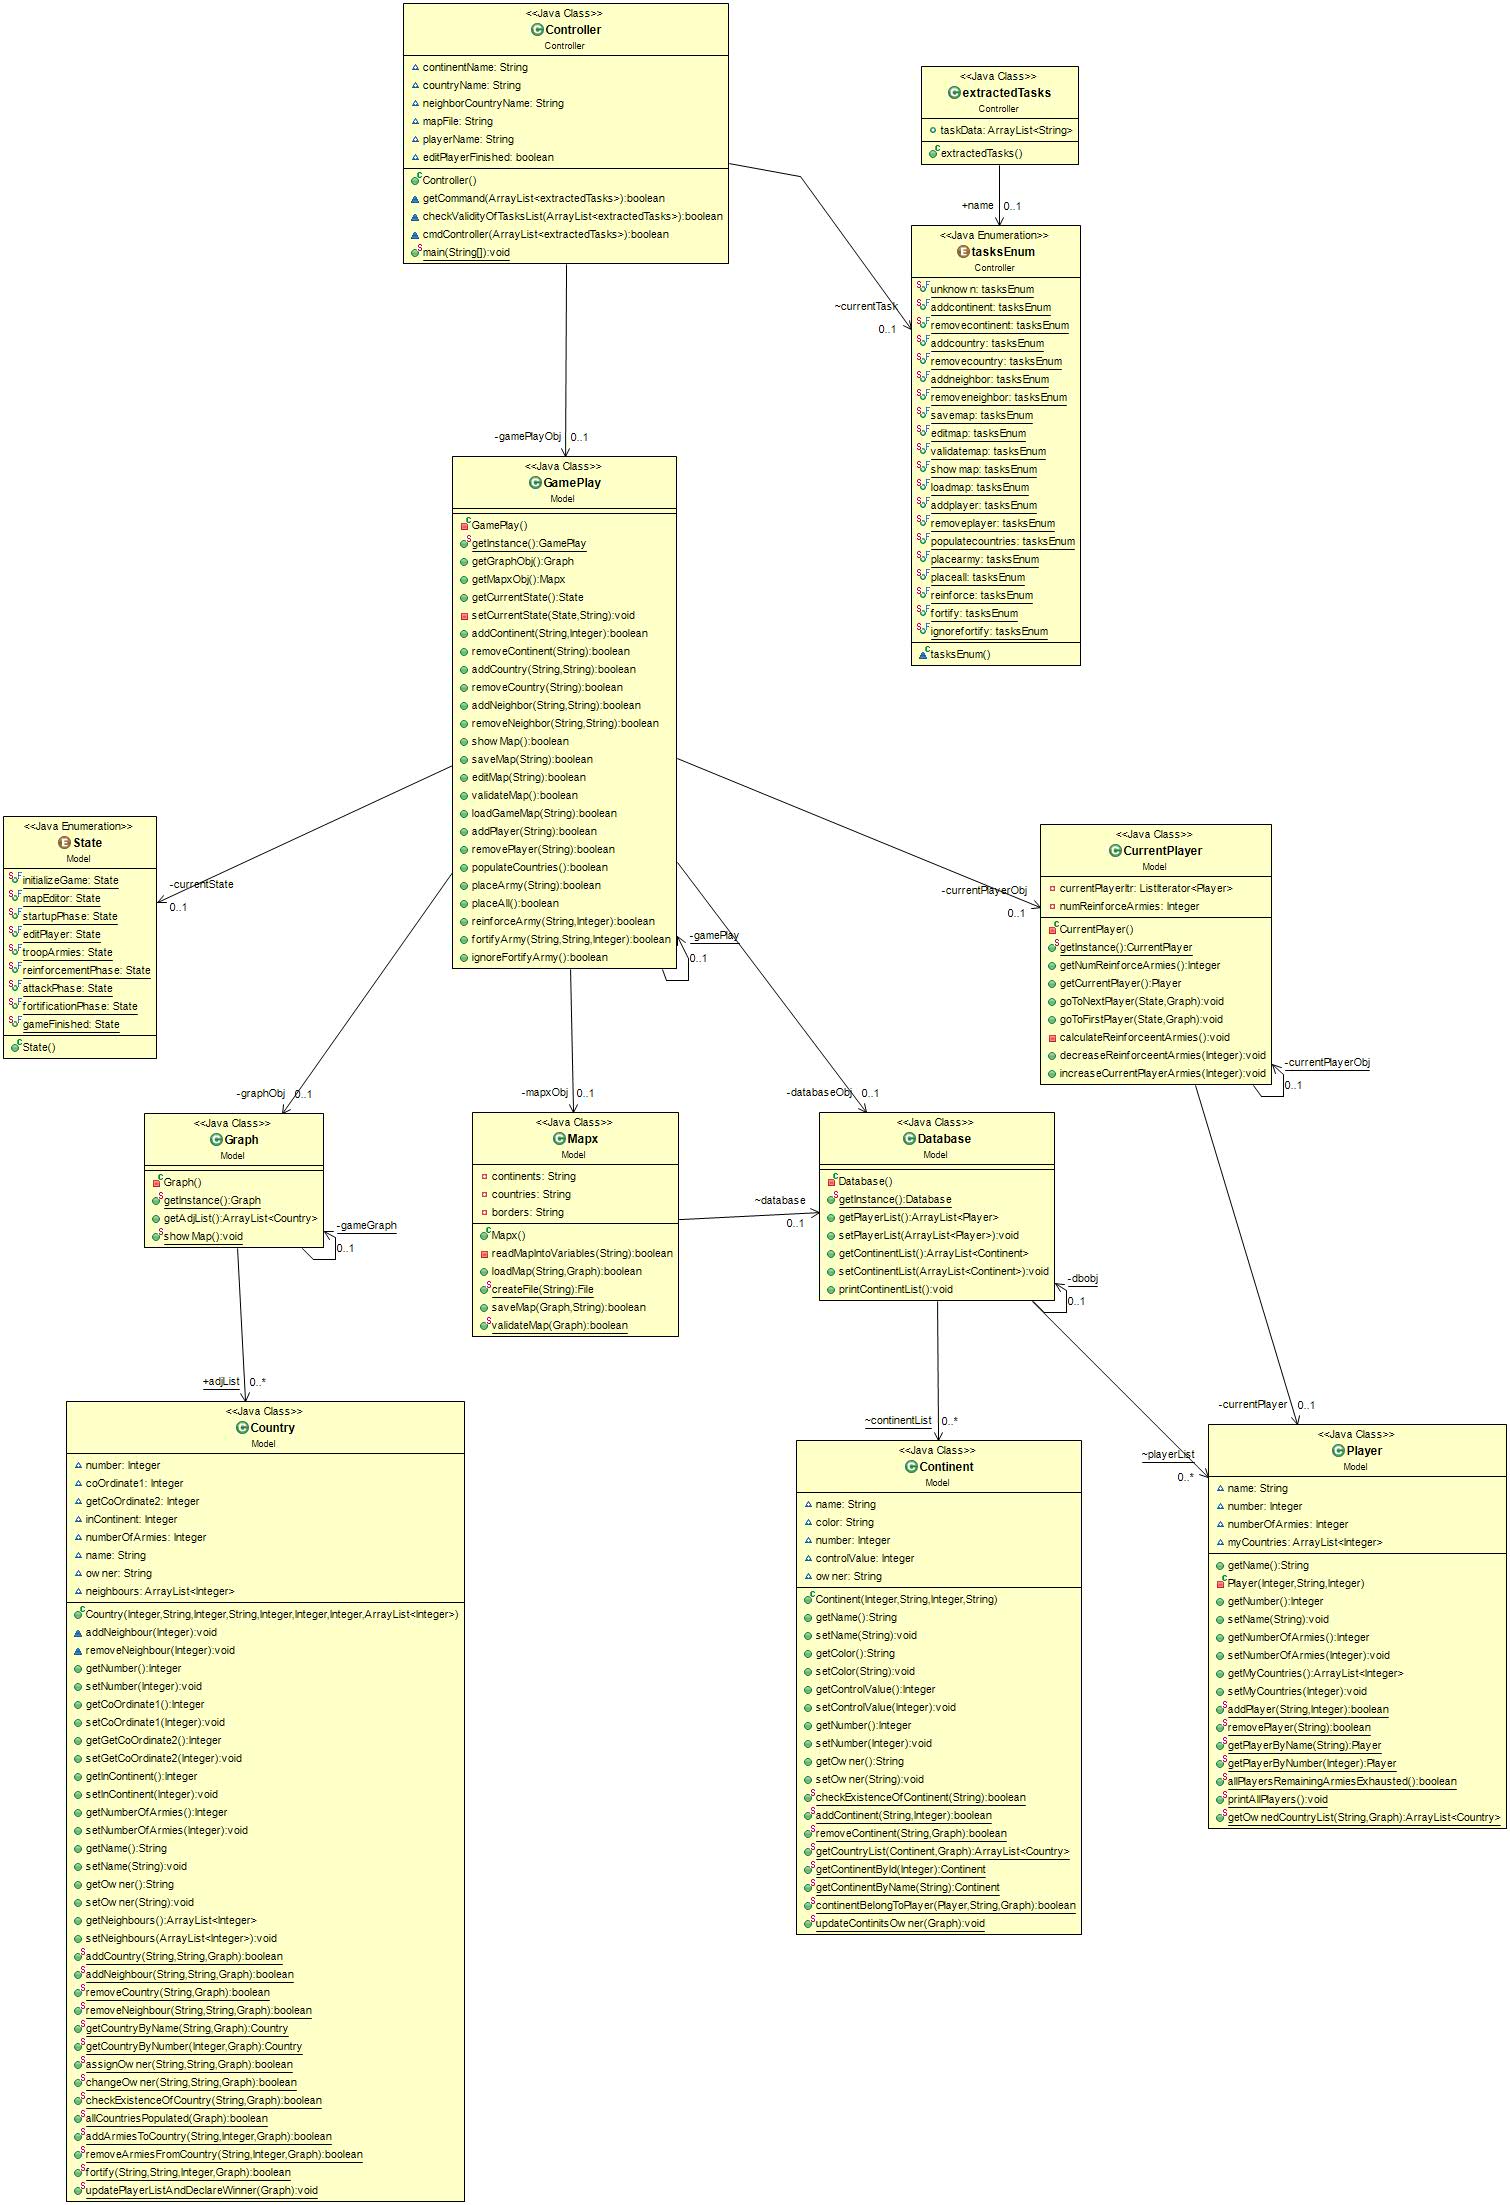 <<Java Class>>
Controller
Controller
continentName: String
countryName: String
neighborCountryName: String
mapFile: String
playerName: String
editPlayerFinished: boolean
Controller()
getCommand(ArrayList<extractedTasks>):boolean
checkValidityOfTasksList(ArrayList<extractedTasks>):boolean
cmdController(ArrayList<extractedTasks>):boolean
main(String[]):void
<<Java Class>>
extractedTasks
Controller
taskData: ArrayList<String>
extractedTasks()
+name 0..1
~currentTask
0..1
<<Java Enumeration>>
tasksEnum
Controller
unknown: tasksEnum
addcontinent: tasksEnum
removecontinent: tasksEnum
addcountry: tasksEnum
removecountry: tasksEnum
addneighbor: tasksEnum
removeneighbor: tasksEnum
savemap: tasksEnum
editmap: tasksEnum
validatemap: tasksEnum
showmap: tasksEnum
loadmap: tasksEnum
addplayer: tasksEnum
removeplayer: tasksEnum
populatecountries: tasksEnum
placearmy: tasksEnum
placeall: tasksEnum
reinforce: tasksEnum
fortify: tasksEnum
ignorefortify: tasksEnum
tasksEnum()
-gamePlayObj 0..1
<<Java Class>>
GamePlay
Model
GamePlay()
getInstance():GamePlay
getGraphObj():Graph
getMapxObj():Mapx
getCurrentState():State
setCurrentState(State,String):void
addContinent(String,Integer):boolean
removeContinent(String):boolean
addCountry(String,String):boolean
removeCountry(String):boolean
addNeighbor(String,String):boolean
removeNeighbor(String,String):boolean
showMap():boolean
saveMap(String):boolean
editMap(String):boolean
validateMap():boolean
loadGameMap(String):boolean
addPlayer(String):boolean
removePlayer(String):boolean
populateCountries():boolean
placeArmy(String):boolean
placeAll():boolean
reinforceArmy(String,Integer):boolean
fortifyArmy(String,String,Integer):boolean
ignoreFortifyArmy():boolean
-gamePlay
0..1
<<Java Enumeration>>
State
Model
initializeGame: State
mapEditor: State
startupPhase: State
editPlayer: State
troopArmies: State
reinforcementPhase: State
attackPhase: State
fortificationPhase: State
gameFinished: State
State()
-currentState
0..1
-currentPlayerObj
0..1
<<Java Class>>
CurrentPlayer
Model
currentPlayerItr: ListIterator<Player>
numReinforceArmies: Integer
CurrentPlayer()
getInstance():CurrentPlayer
getNumReinforceArmies():Integer
getCurrentPlayer():Player
goToNextPlayer(State,Graph):void
goToFirstPlayer(State,Graph):void
calculateReinforceentArmies():void
decreaseReinforceentArmies(Integer):void
increaseCurrentPlayerArmies(Integer):void
-currentPlayerObj
0..1
-graphObj 0..1
-mapxObj 0..1
-databaseObj 0..1
<<Java Class>>
Graph
Model
Graph()
getInstance():Graph
getAdjList():ArrayList<Country>
showMap():void
-gameGraph
0..1
<<Java Class>>
Mapx
Model
continents: String
countries: String
borders: String
Mapx()
readMapIntoVariables(String):boolean
loadMap(String,Graph):boolean
createFile(String):File
saveMap(Graph,String):boolean
validateMap(Graph):boolean
~database
0..1
<<Java Class>>
Database
Model
Database()
getInstance():Database
getPlayerList():ArrayList<Player>
setPlayerList(ArrayList<Player>):void
getContinentList():ArrayList<Continent>
setContinentList(ArrayList<Continent>):void
printContinentList():void
-dbobj
0..1
+adjList 0..*
~continentList 0..*
~playerList
0..*
-currentPlayer 0..1
<<Java Class>>
Country
Model
number: Integer
coOrdinate1: Integer
getCoOrdinate2: Integer
inContinent: Integer
numberOfArmies: Integer
name: String
owner: String
neighbours: ArrayList<Integer>
Country(Integer,String,Integer,String,Integer,Integer,Integer,ArrayList<Integer>)
addNeighbour(Integer):void
removeNeighbour(Integer):void
getNumber():Integer
setNumber(Integer):void
getCoOrdinate1():Integer
setCoOrdinate1(Integer):void
getGetCoOrdinate2():Integer
setGetCoOrdinate2(Integer):void
getInContinent():Integer
setInContinent(Integer):void
getNumberOfArmies():Integer
setNumberOfArmies(Integer):void
getName():String
setName(String):void
getOwner():String
setOwner(String):void
getNeighbours():ArrayList<Integer>
setNeighbours(ArrayList<Integer>):void
addCountry(String,String,Graph):boolean
addNeighbour(String,String,Graph):boolean
removeCountry(String,Graph):boolean
removeNeighbour(String,String,Graph):boolean
getCountryByName(String,Graph):Country
getCountryByNumber(Integer,Graph):Country
assignOwner(String,String,Graph):boolean
changeOwner(String,String,Graph):boolean
checkExistenceOfCountry(String,Graph):boolean
allCountriesPopulated(Graph):boolean
addArmiesToCountry(String,Integer,Graph):boolean
removeArmiesFromCountry(String,Integer,Graph):boolean
fortify(String,String,Integer,Graph):boolean
updatePlayerListAndDeclareWinner(Graph):void
<<Java Class>>
Continent
Model
name: String
color: String
number: Integer
controlValue: Integer
owner: String
Continent(Integer,String,Integer,String)
getName():String
setName(String):void
getColor():String
setColor(String):void
getControlValue():Integer
setControlValue(Integer):void
getNumber():Integer
setNumber(Integer):void
getOwner():String
setOwner(String):void
checkExistenceOfContinent(String):boolean
addContinent(String,Integer):boolean
removeContinent(String,Graph):boolean
getCountryList(Continent,Graph):ArrayList<Country>
getContinentById(Integer):Continent
getContinentByName(String):Continent
continentBelongToPlayer(Player,String,Graph):boolean
updateContinitsOwner(Graph):void
<<Java Class>>
Player
Model
name: String
number: Integer
numberOfArmies: Integer
myCountries: ArrayList<Integer>
getName():String
Player(Integer,String,Integer)
getNumber():Integer
setName(String):void
getNumberOfArmies():Integer
setNumberOfArmies(Integer):void
getMyCountries():ArrayList<Integer>
setMyCountries(Integer):void
addPlayer(String,Integer):boolean
removePlayer(String):boolean
getPlayerByName(String):Player
getPlayerByNumber(Integer):Player
allPlayersRemainingArmiesExhausted():boolean
printAllPlayers():void
getOwnedCountryList(String,Graph):ArrayList<Country>